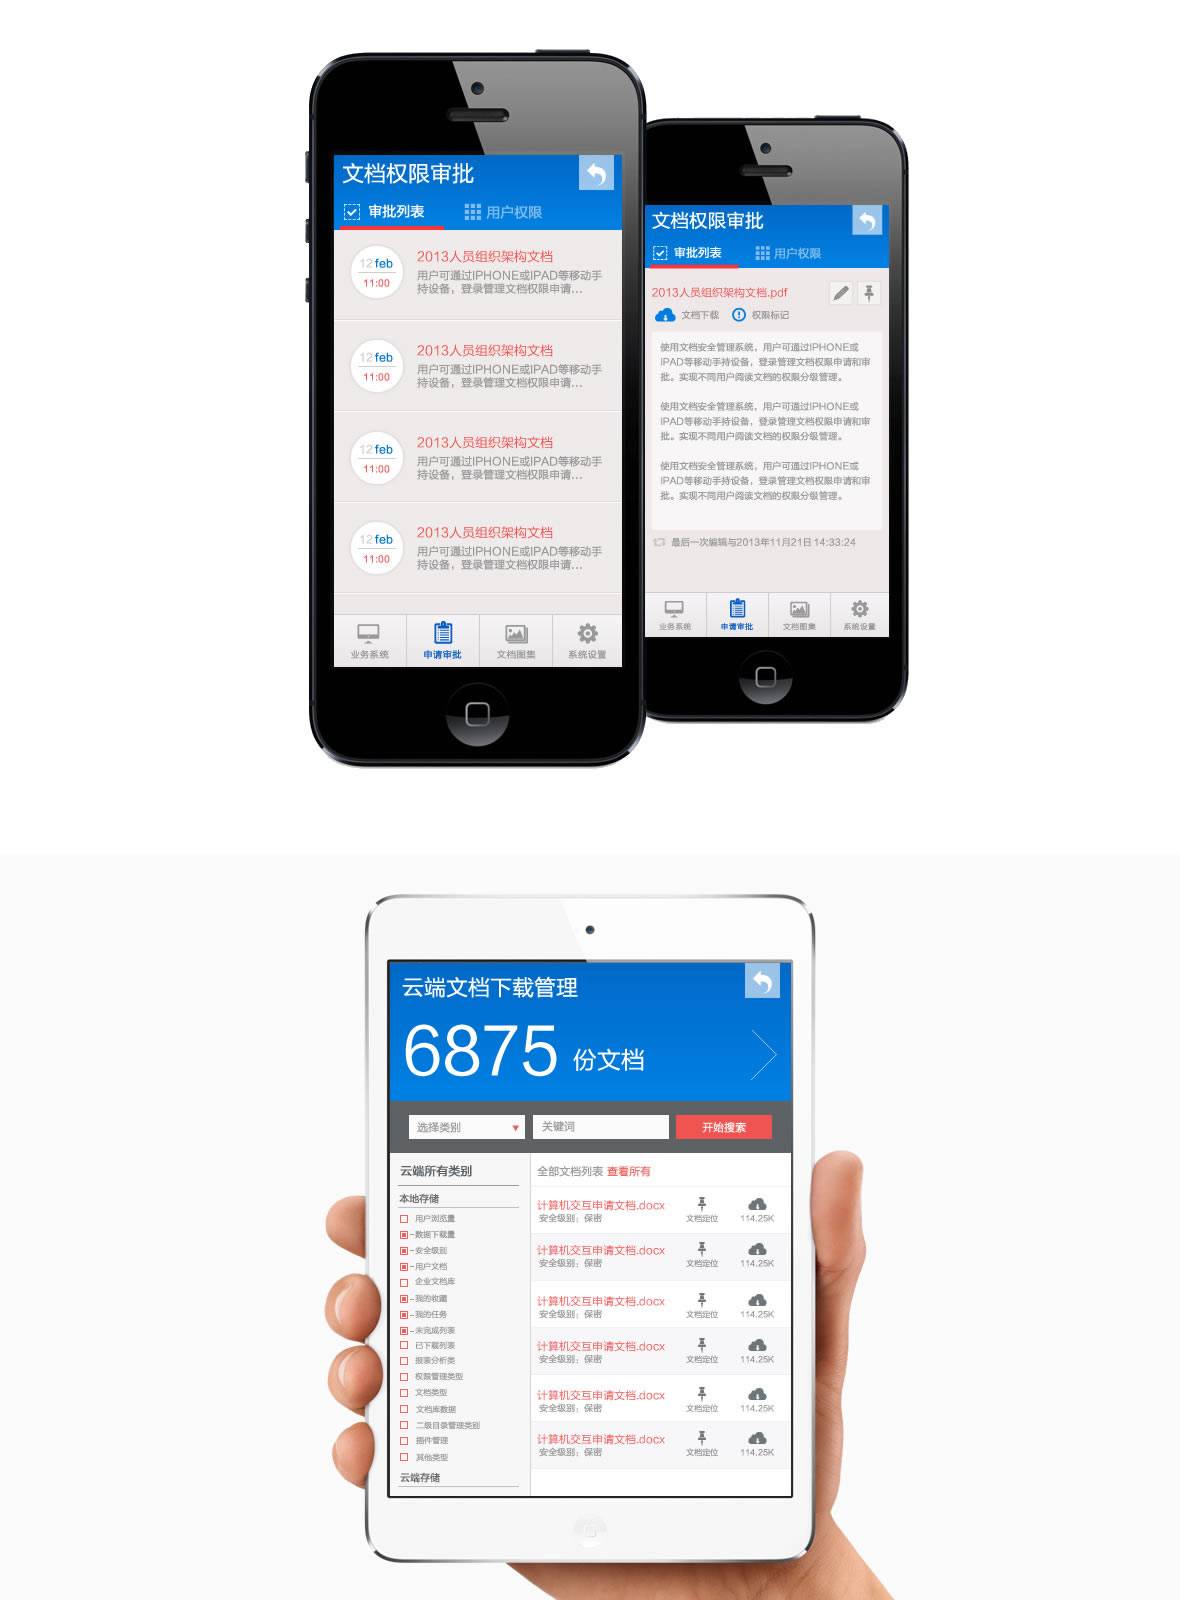 文档权限审批
审批列表
用户权限
12feb
11:00
2013人员组织架构文档
用户可通过IPHONE或IPAD等移动手
持设备，登录管理文档权限申请...
12feb
11:00
2013人员组织架构文档
用户可通过IPHONE或IPAD等移动手
持设备，登录管理文档权限申请...
12feb
11:00
2013人员组织架构文档
用户可通过IPHONE或IPAD等移动手
持设备，登录管理文档权限申请...
12feb
11:00
2013人员组织架构文档
用户可通过IPHONE或IPAD等移动手
持设备，登录管理文档权限申请...
业务系统
申请审批
文档图集
系统设置
文档权限审批
审批列表
用户权限
2013人员组织架构文档.pdf
文档下载
权限标记
使用文档安全管理系统，用户可通过IPHONE或
IPAD等移动手持设备，登录管理文档权限申请和审
批。实现不同用户阅读文档的权限分级管理。
使用文档安全管理系统，用户可通过IPHONE或
IPAD等移动手持设备，登录管理文档权限申请和审
批。实现不同用户阅读文档的权限分级管理。
使用文档安全管理系统，用户可通过IPHONE或
IPAD等移动手持设备，登录管理文档权限申请和审
批。实现不同用户阅读文档的权限分级管理。
最后一次编辑与2013年11月21日 14:33:24
业务系统
申请审批
文档图集
系统设置
云端文档下载管理
6875 份文档
选择类别
关键词
开始搜索
云端所有类别
本地存储
用户浏览量
数据下载量
安全级别
用户文档
企业文档库
我的收藏
我的任务
未完成列表
已下载列表
报表分析类
权限管理类型
文档类型
文档库数据
二级目录管理类别
插件管理
其他类型
云端存储
全部文档列表 查看所有
计算机交互申请文档.docx
安全级别：保密
文档定位
114.25K
计算机交互申请文档.docx
安全级别：保密
文档定位
114.25K
计算机交互申请文档.docx
安全级别：保密
文档定位
114.25K
计算机交互申请文档.docx
安全级别：保密
文档定位
114.25K
计算机交互申请文档.docx
安全级别：保密
文档定位
114.25K
计算机交互申请文档.docx
安全级别：保密
文档定位
114.25K